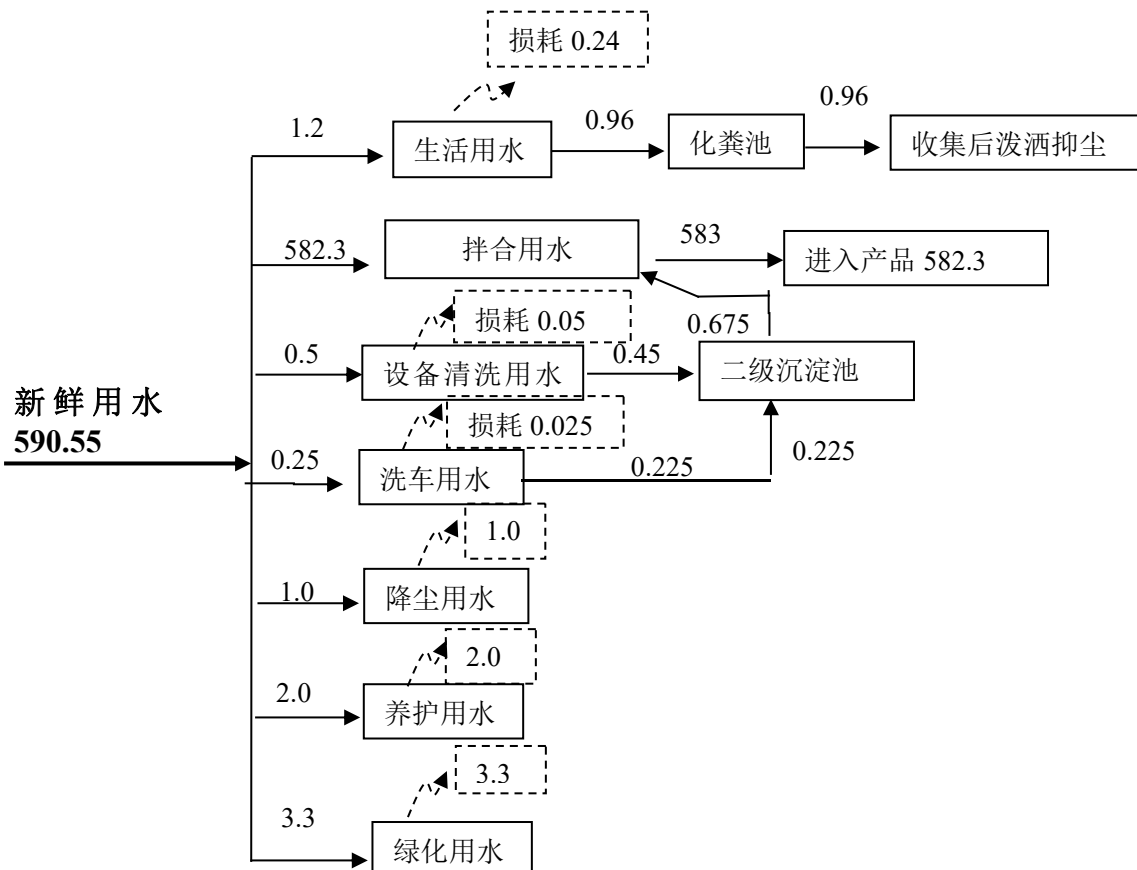 损耗 0.24
1.2
生活用水
0.96
化粪池
0.96
收集后泼洒抑尘
582.3
拌合用水
583
进入产品 582.3
损耗 0.05
0.675
0.5
设备清洗用水
0.45
二级沉淀池
新鲜用水
590.55
损耗 0.025
0.25
洗车用水
0.225
0.225
1.0
1.0
降尘用水
2.0
2.0
养护用水
3.3
3.3
绿化用水